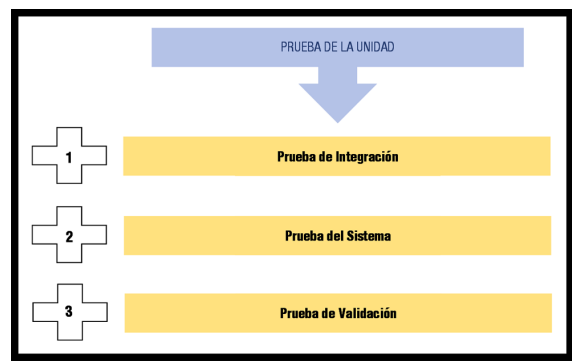 PRUEBA DE LA UNIDAD
1 Prueba de Integración
2 Prueba del Sistema
3 Prueba de Validación